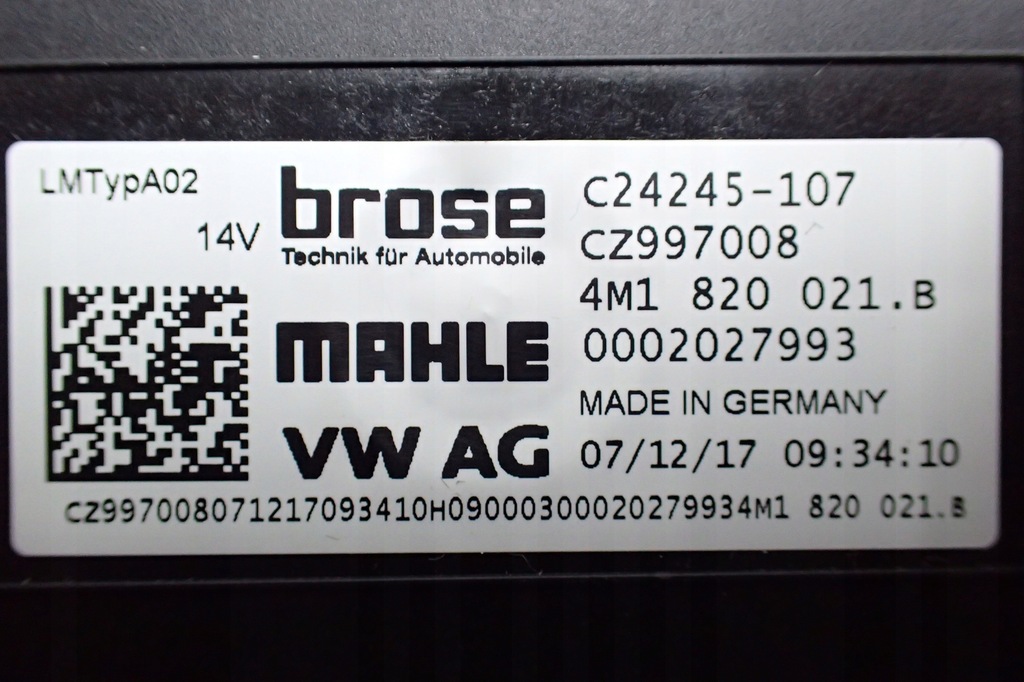 LMTypA02
14V
brose
Technik für Automobile
MAHLE
VW AG
C24245-107
CZ997008
4M1 820 021.B
0002027993
MADE IN GERMANY
07/12/17 09:34:10
CZ997008071217093410H09000300020279934M1 820 021.B